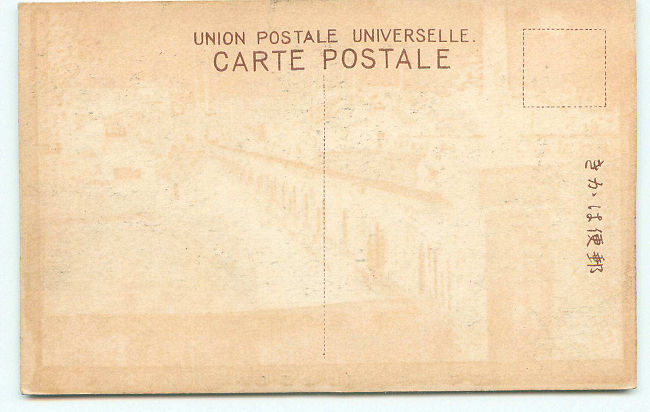 UNION POSTALE UNIVERSELLE.
CARTE POSTALE
郵便はかき